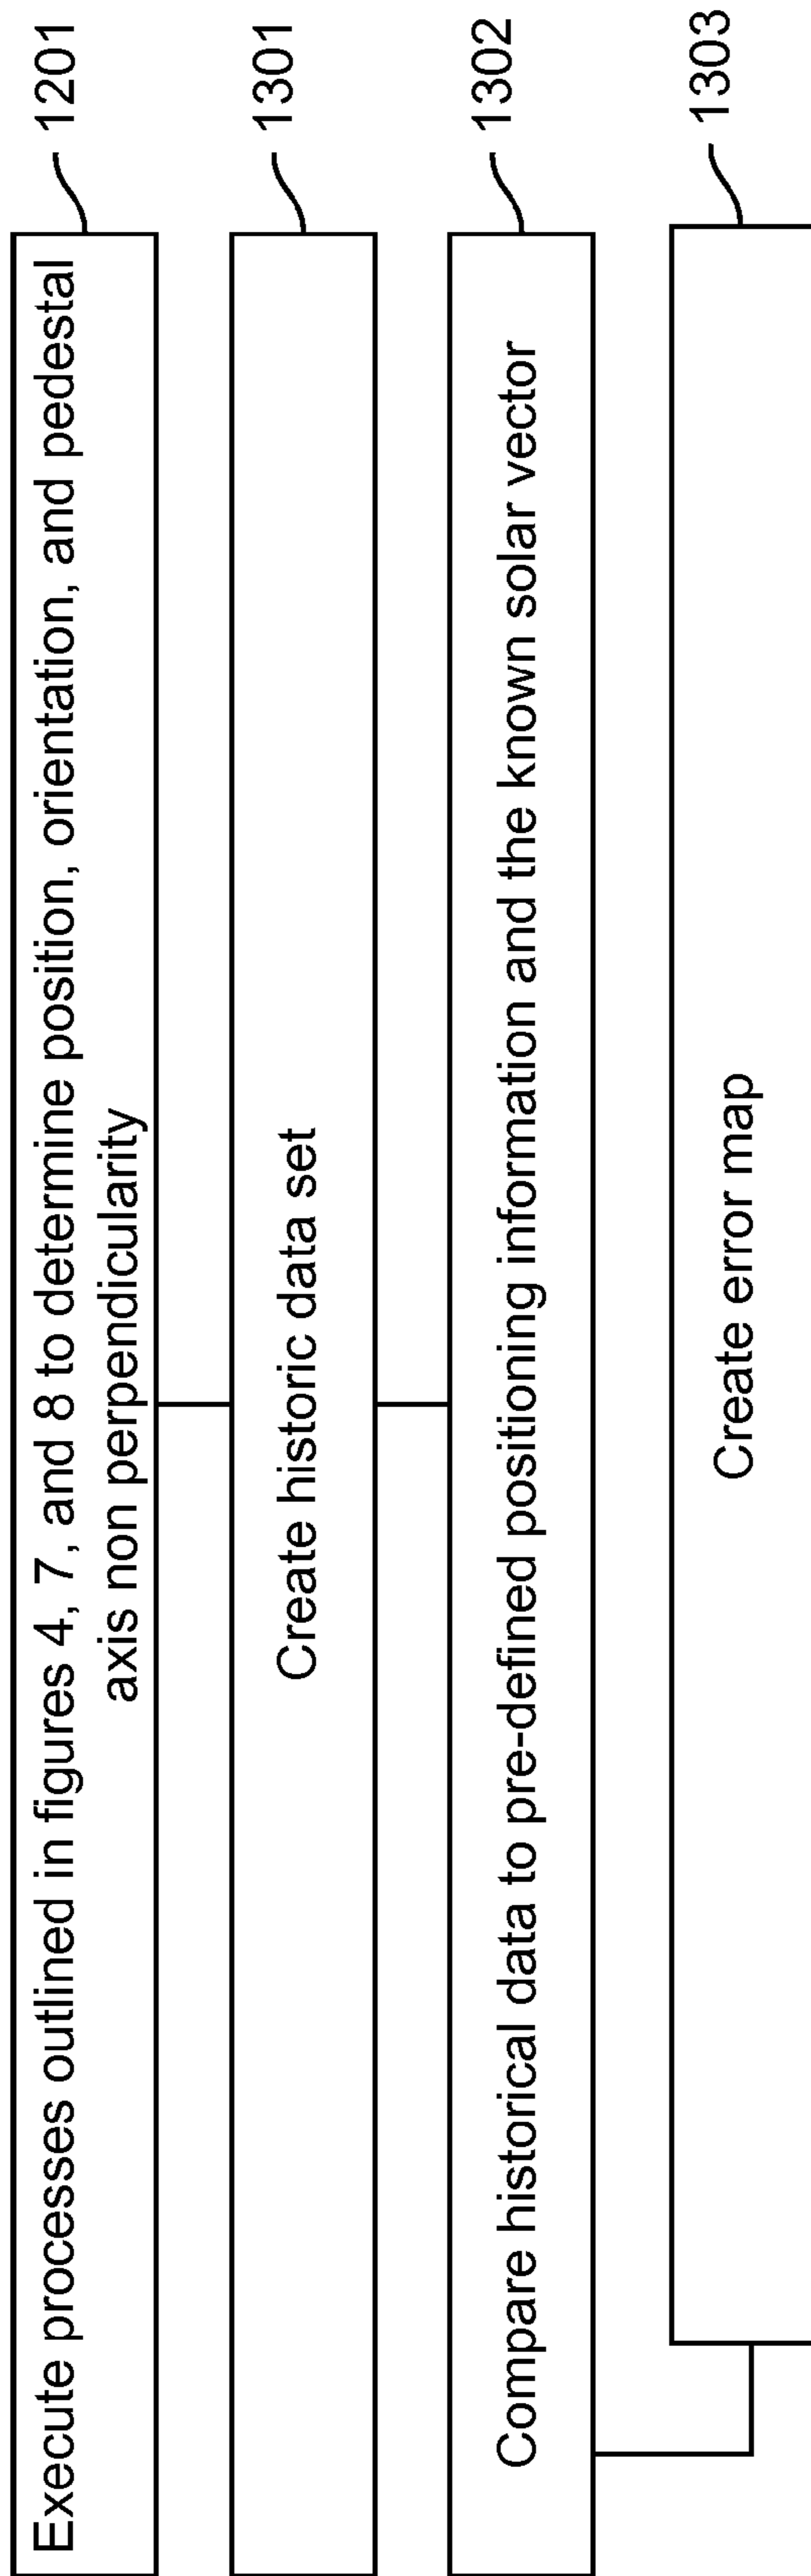 Execute processes outlined in figures 4, 7, and 8 to determine position, orientation, and pedestal
axis non perpendicularity
1201
Create historic data set
1301
Compare historical data to pre-defined positioning information and the known solar vector
1302
Create error map
1303